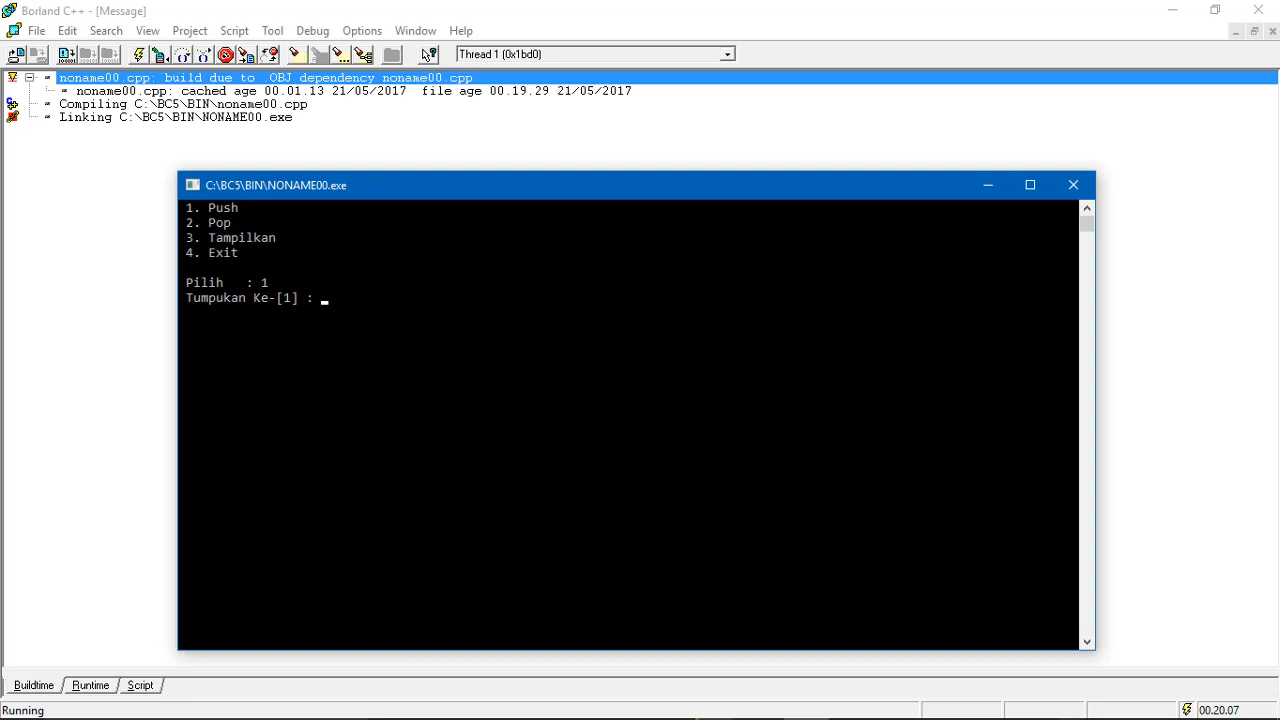 Borland C++ - [Message]
File Edit Search View Project Script Tool Debug Options Window Help
Thread 1 (0x1bd0)
noname00.cpp: build due to .OBJ dependency noname00.cpp
noname00.cpp: cached age 00.01.13 21/05/2017 file age 00.19.29 21/05/2017
Compiling C:\BC5\BIN\noname00.cpp
Linking C:\BC5\BIN\NONAME00.exe
C:\BC5\BIN\NONAME00.exe
1. Push
2. Pop
3. Tampilkan
4. Exit
Pilih : 1
Tumpukan Ke-[1] :
Buildtime Runtime Script
Running 00.20.07